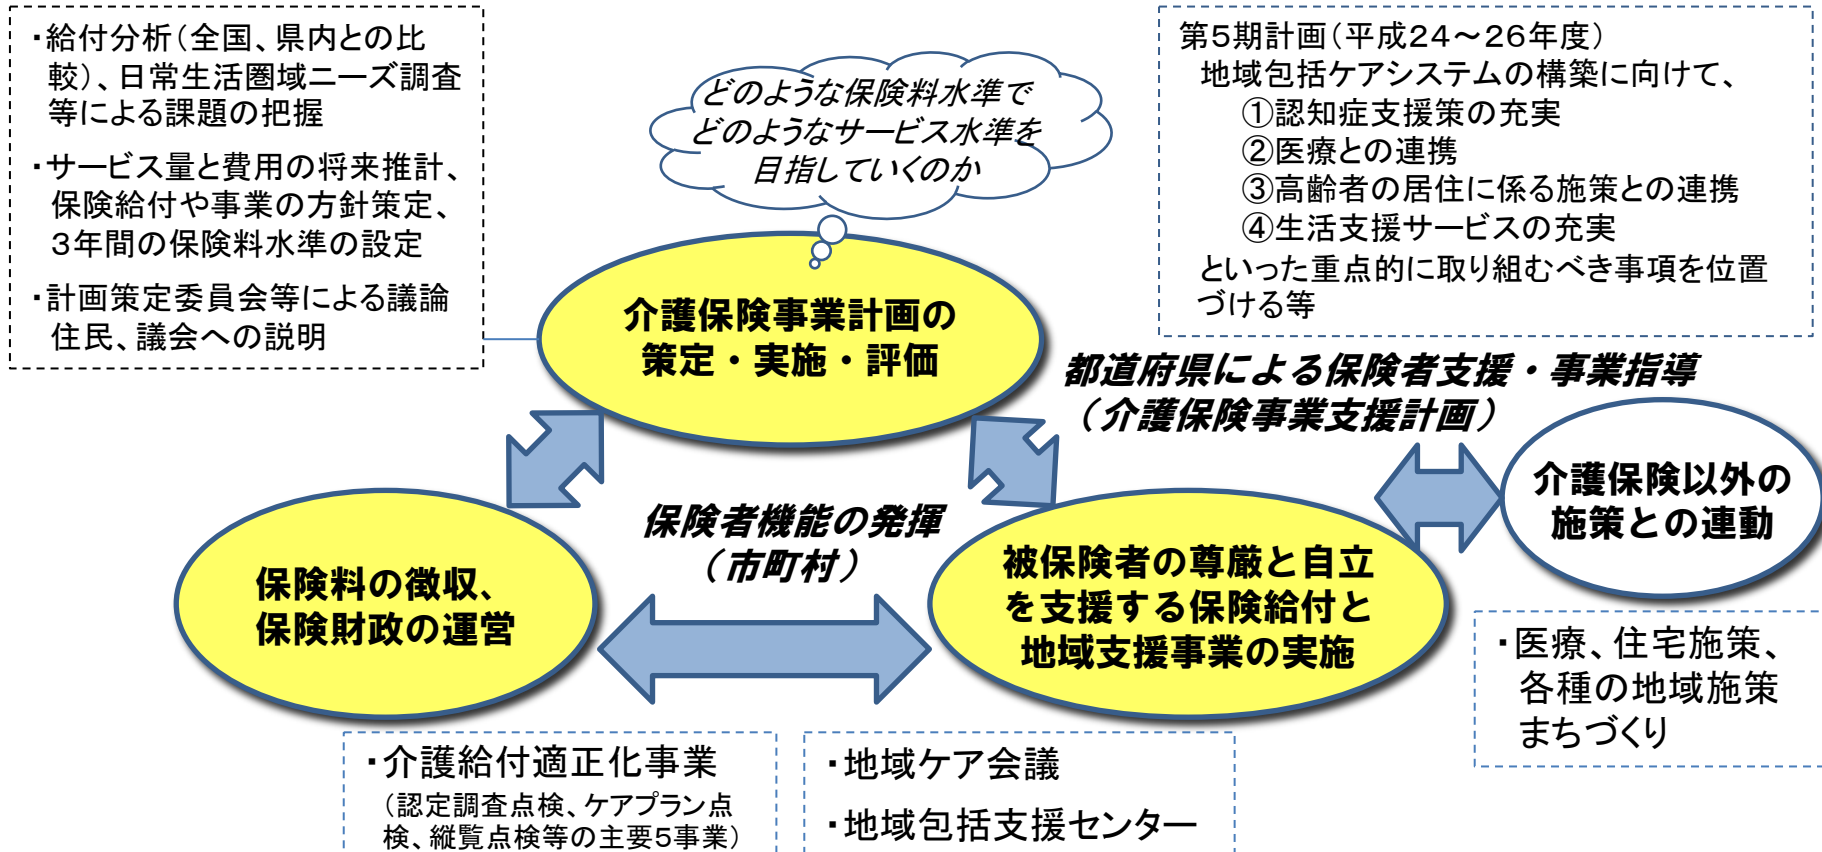 ・給付分析（全国、県内との比
較）、日常生活圏域ニーズ調査
等による課題の把握
・サービス量と費用の将来推計、
保険給付や事業の方針策定、
３年間の保険料水準の設定
・計画策定委員会等による議論
住民、議会への説明
どのような保険料水準で
どのようなサービス水準を
目指していくのか
第５期計画（平成２４～２６年度）
地域包括ケアシステムの構築に向けて、
①認知症支援策の充実
②医療との連携
③高齢者の居住に係る施策との連携
④生活支援サービスの充実
といった重点的に取り組むべき事項を位置
づける等
介護保険事業計画の
策定・実施・評価
都道府県による保険者支援・事業指導
（介護保険事業支援計画）
介護保険以外の
施策との連動
保険者機能の発揮
（市町村）
保険料の徴収、
保険財政の運営
被保険者の尊厳と自立
を支援する保険給付と
地域支援事業の実施
・医療、住宅施策、
各種の地域施策
まちづくり
・介護給付適正化事業
（認定調査点検、ケアプラン点
検、縦覧点検等の主要５事業）
・地域ケア会議
・地域包括支援センター